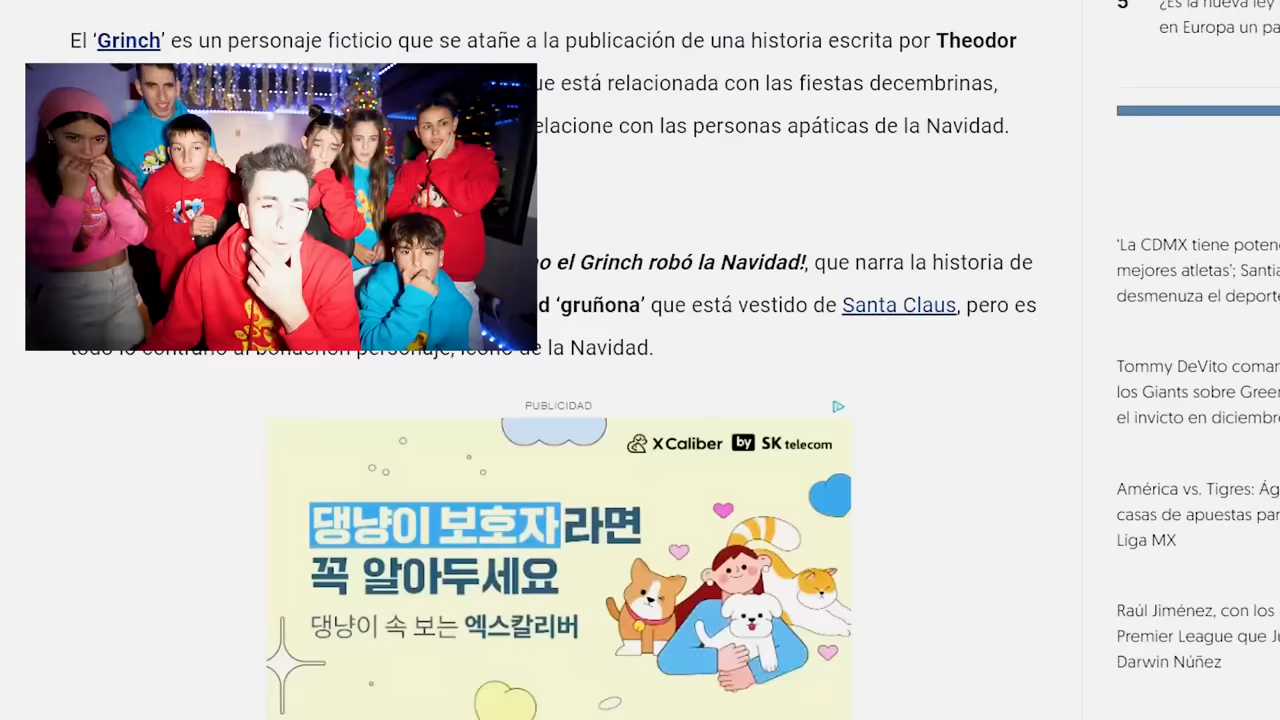 El ‘Grinch’ es un personaje ficticio que se atañe a la publicación de una historia escrita por Theodor
ue está relacionada con las fiestas decembrinas,
elacione con las personas apáticas de la Navidad.
o el Grinch robó la Navidad!, que narra la historia de
d ‘gruñona’ que está vestido de Santa Claus, pero es
todo lo contrario al bonachón personaje, ícono de la Navidad.
PUBLICIDAD
XCaliber by SK telecom
댕냥이 보호자라면
꼭 알아두세요
댕냥이 속 보는 엑스칼리버
5 ¿Es la nueva ley
en Europa un pa
‘La CDMX tiene poten
mejores atletas’; Santia
desmenuza el deporte
Tommy DeVito coman
los Giants sobre Green
el invicto en diciembre
América vs. Tigres: Ág
casas de apuestas par
Liga MX
Raúl Jiménez, con los
Premier League que Ju
Darwin Núñez